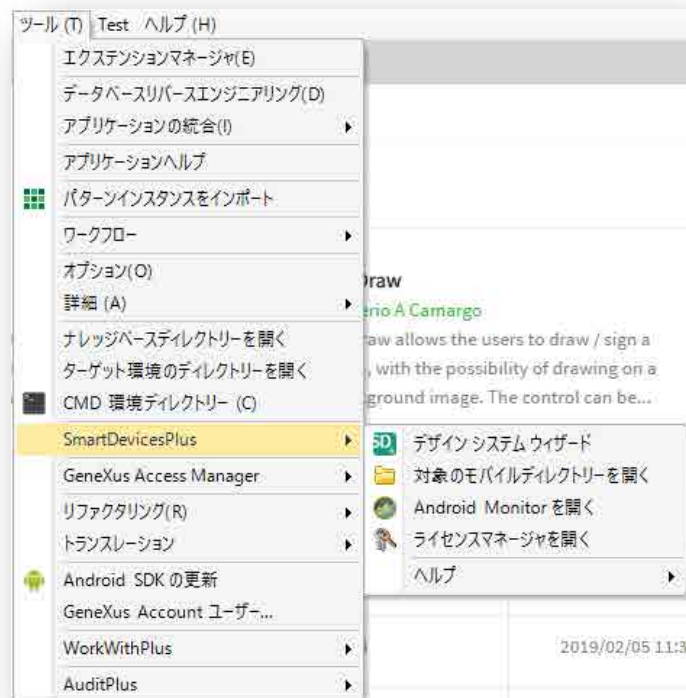 ツール (T) Test ヘルプ (H)
エクステンションマネージャ(E)
データベースリバースエンジニアリング(D)
アプリケーションの統合(I)
アプリケーションヘルプ
パターンインスタンスをインポート
ワークフロー
オプション(O)
詳細 (A)
ナレッジベースディレクトリーを開く
ターゲット環境のディレクトリーを開く
CMD 環境ディレクトリー (C)
SmartDevicesPlus
GeneXus Access Manager
リファクタリング(R)
トランスレーション
Android SDK の更新
GeneXus Account ユーザー...
WorkWithPlus
AuditPlus
SD
デザイン システム ウィザード
対象のモバイルディレクトリーを開く
Android Monitor を開く
ライセンスマネージャを開く
ヘルプ
Draw
erio A Camargo
raw allows the users to draw / sign a
, with the possibility of drawing on a
ground image. The control can be...
2019/02/05 11:3